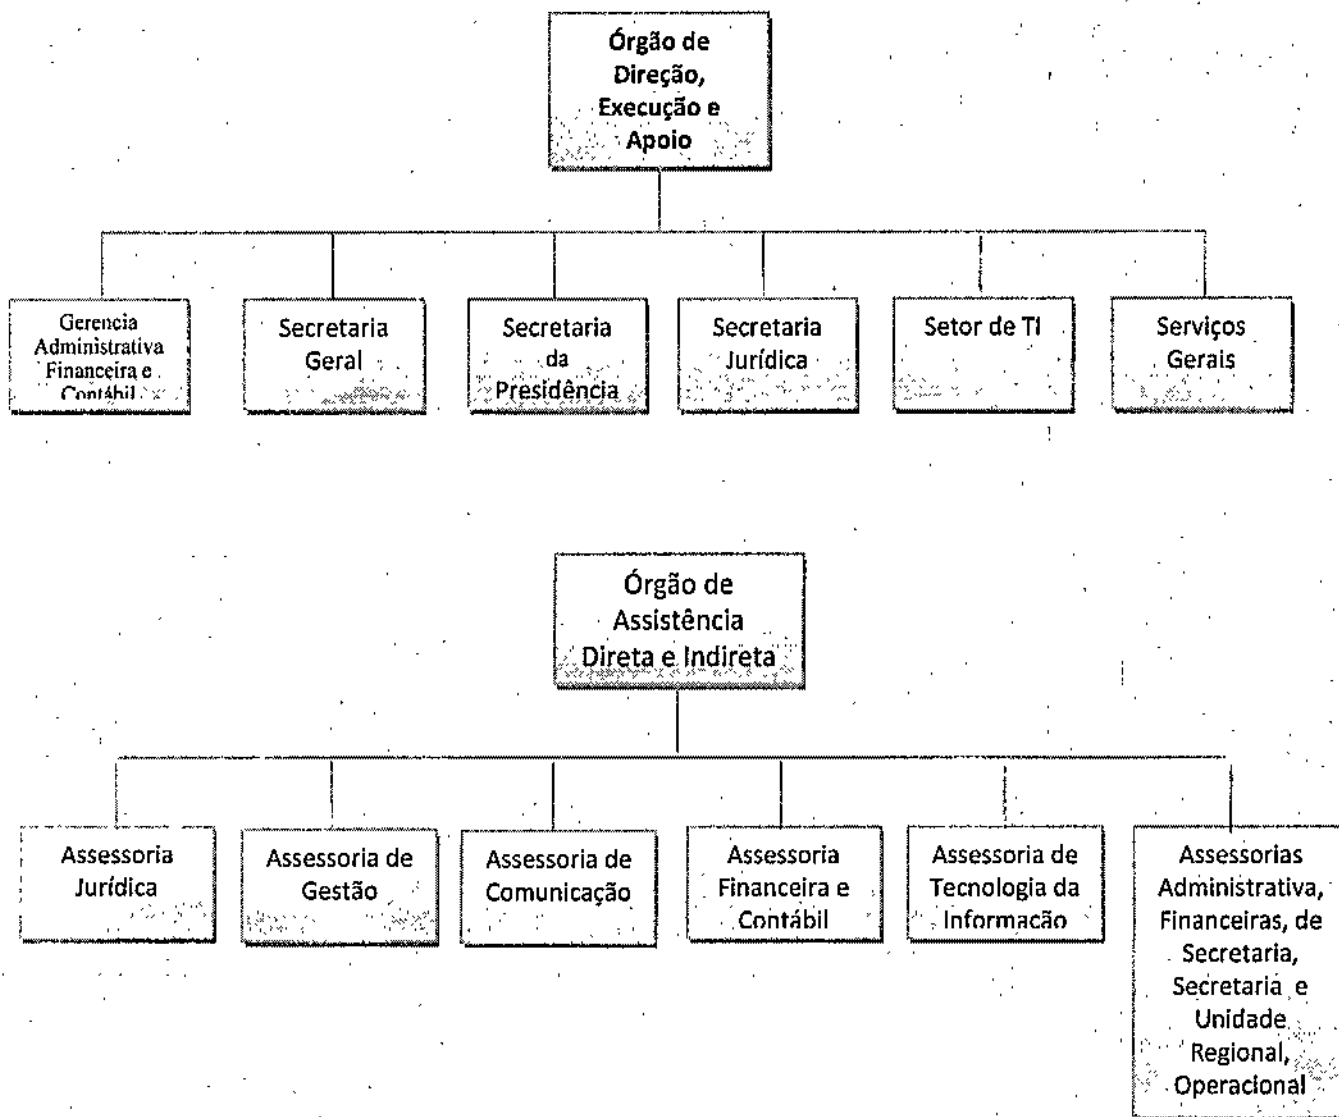 Órgão de
Direção,
Execução e
Apoio
Gerencia
Administrativa
Financeira e
Contábil
Secretaria
Geral
Secretaria
da
Presidência
Secretaria
Jurídica
Setor de TI
Serviços
Gerais
Órgão de
Assistência
Direta e Indireta
Assessoria
Jurídica
Assessoria de
Gestão
Assessoria de
Comunicação
Assessoria
Financeira e
Contábil
Assessoria de
Tecnologia da
Informação
Assessorias
Administrativa,
Financeiras, de
Secretaria,
Secretaria e
Unidade
Regional,
Operacional